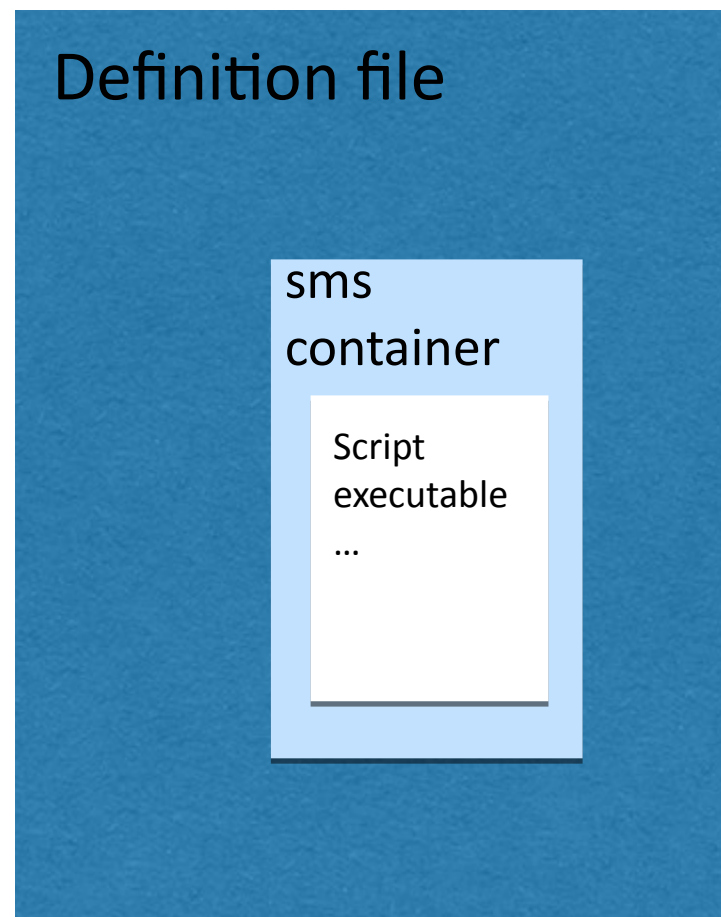 Definition file
sms
container
Script
executable
…